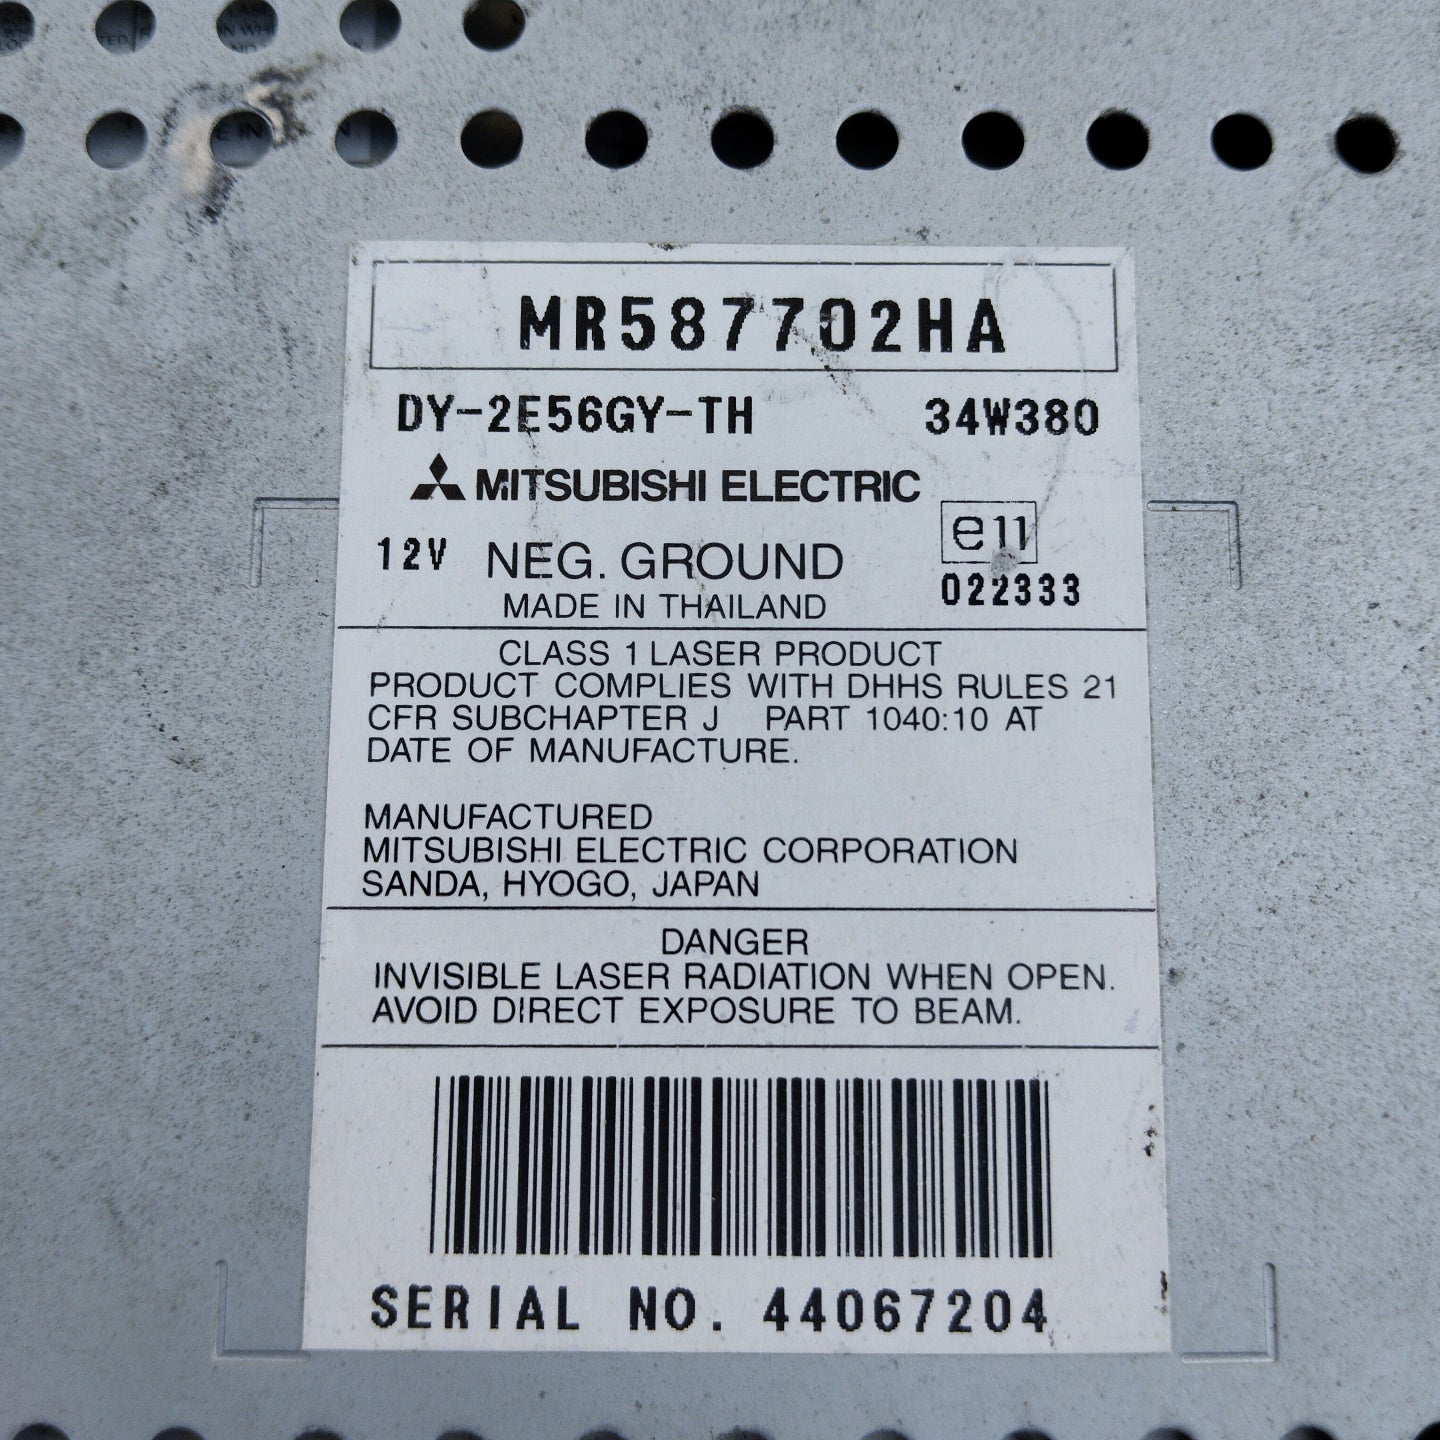 MR587702HA
DY-2E56GY-TH 34W380
MITSUBISHI ELECTRIC
e11
12V NEG. GROUND
022333
MADE IN THAILAND
CLASS 1 LASER PRODUCT
PRODUCT COMPLIES WITH DHHS RULES 21
CFR SUBCHAPTER J PART 1040:10 AT
DATE OF MANUFACTURE.
MANUFACTURED
MITSUBISHI ELECTRIC CORPORATION
SANDA, HYOGO, JAPAN
DANGER
INVISIBLE LASER RADIATION WHEN OPEN.
AVOID DIRECT EXPOSURE TO BEAM.
SERIAL NO. 44067204